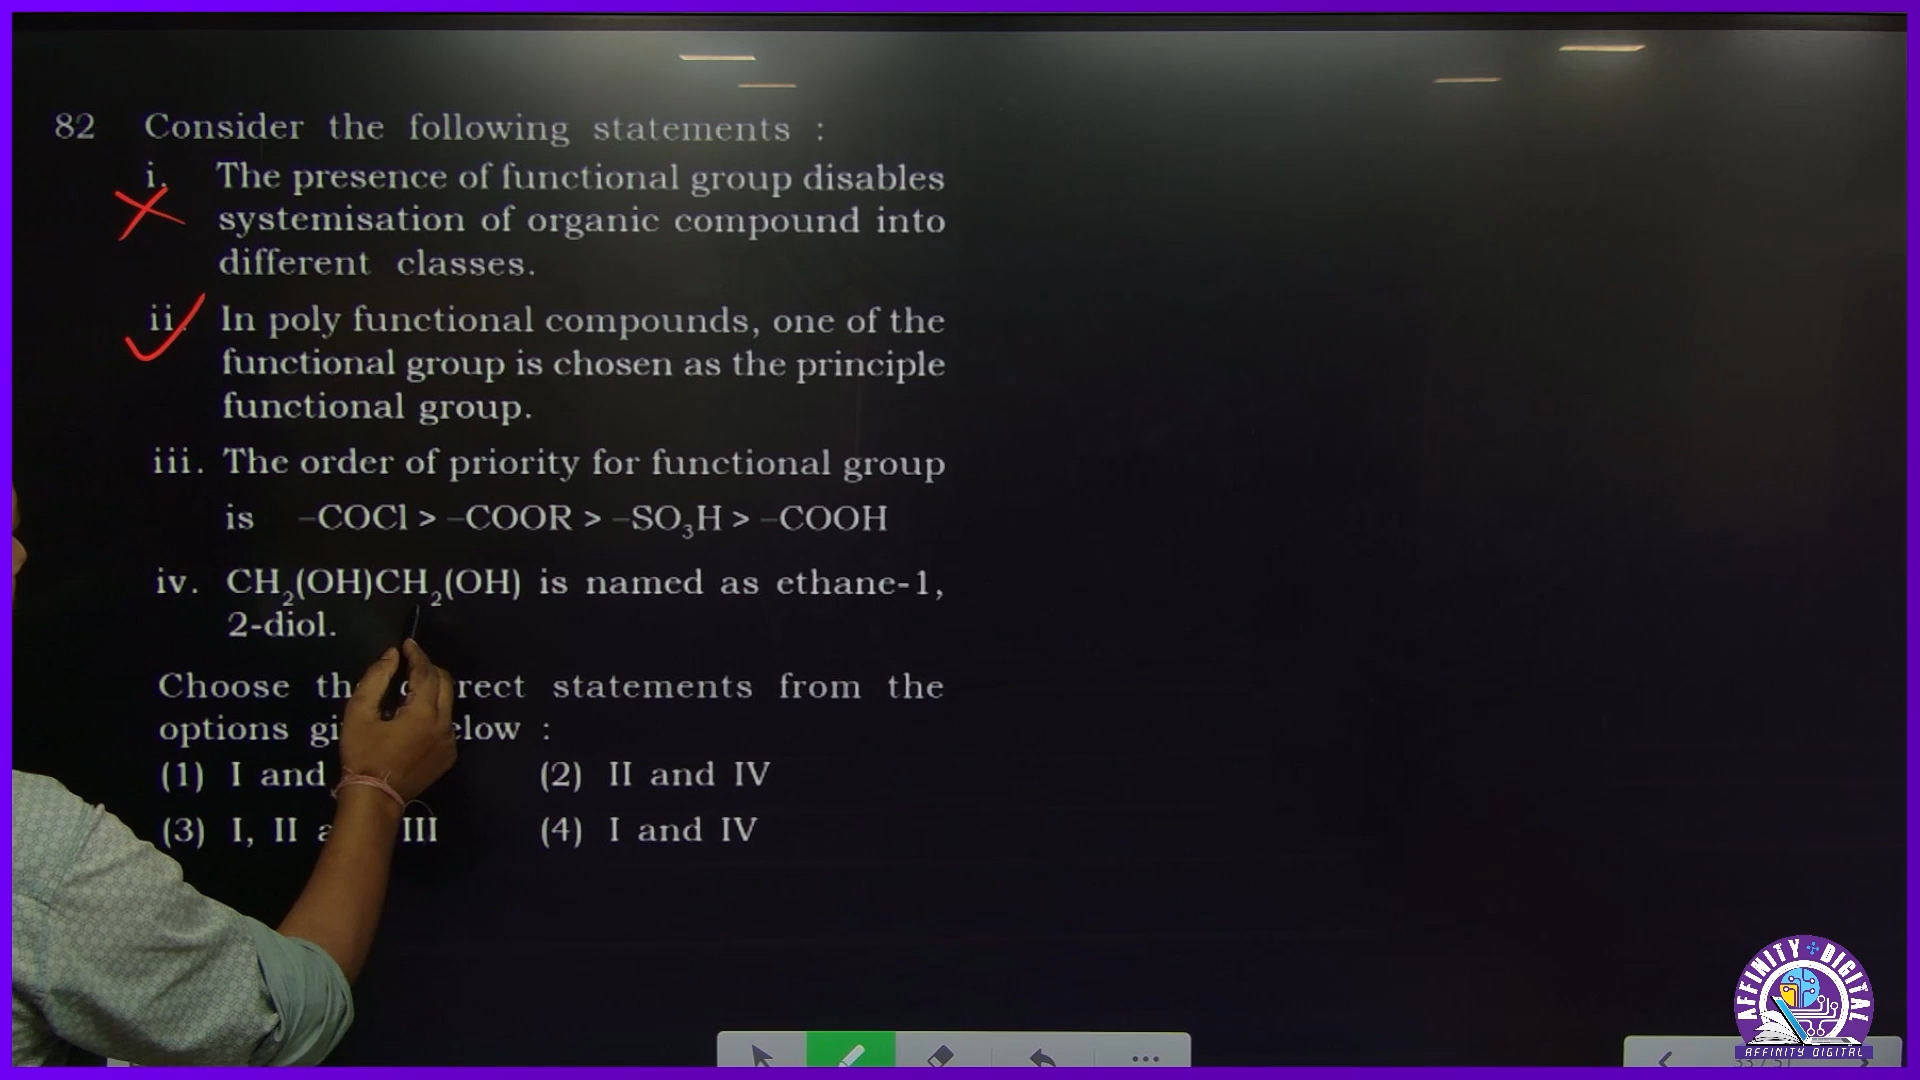 82 Consider the following statements :
i. The presence of functional group disables
systemisation of organic compound into
different classes.
ii. In poly functional compounds, one of the
functional group is chosen as the principle
functional group.
iii. The order of priority for functional group
is –COCl > –COOR > –SO₃H > –COOH
iv. CH₂(OH)CH₂(OH) is named as ethane-1,
2-diol.
Choose statements from the
options :
(1) I and (2) II and IV
(3) I, II III (4) I and IV
AFFINITY DIGITAL
AFFINITY DIGITAL